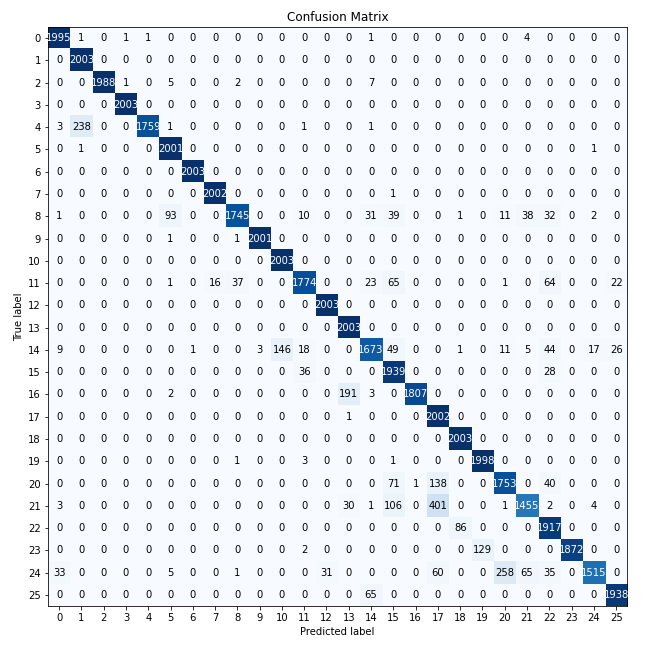 Confusion Matrix
True label
0 1995 1 0 1 1 0 0 0 0 0 0 0 0 0 1 0 0 0 0 0 0 4 0 0 0 0
1 0 2003 0 0 0 0 0 0 0 0 0 0 0 0 0 0 0 0 0 0 0 0 0 0 0 0
2 0 0 1988 1 0 5 0 0 2 0 0 0 0 0 7 0 0 0 0 0 0 0 0 0 0 0
3 0 0 0 2003 0 0 0 0 0 0 0 0 0 0 0 0 0 0 0 0 0 0 0 0 0 0
4 3 238 0 0 1759 1 0 0 0 0 0 1 0 0 1 0 0 0 0 0 0 0 0 0 0 0
5 0 1 0 0 0 2001 0 0 0 0 0 0 0 0 0 0 0 0 0 0 0 0 0 0 1 0
6 0 0 0 0 0 0 2003 0 0 0 0 0 0 0 0 0 0 0 0 0 0 0 0 0 0 0
7 0 0 0 0 0 0 0 2002 0 0 0 0 0 0 0 1 0 0 0 0 0 0 0 0 0 0
8 1 0 0 0 0 93 0 0 1745 0 0 10 0 0 31 39 0 0 1 0 11 38 32 0 2 0
9 0 0 0 0 0 1 0 0 1 2001 0 0 0 0 0 0 0 0 0 0 0 0 0 0 0 0
10 0 0 0 0 0 0 0 0 0 0 2003 0 0 0 0 0 0 0 0 0 0 0 0 0 0 0
11 0 0 0 0 0 1 0 16 37 0 0 1774 0 0 23 65 0 0 0 0 1 0 64 0 0 22
12 0 0 0 0 0 0 0 0 0 0 0 0 2003 0 0 0 0 0 0 0 0 0 0 0 0 0
13 0 0 0 0 0 0 0 0 0 0 0 0 0 2003 0 0 0 0 0 0 0 0 0 0 0 0
14 9 0 0 0 0 0 1 0 0 3 146 18 0 0 1673 49 0 0 1 0 11 5 44 0 17 26
15 0 0 0 0 0 0 0 0 0 0 0 36 0 0 0 1939 0 0 0 0 0 0 28 0 0 0
16 0 0 0 0 0 2 0 0 0 0 0 0 0 191 3 0 1807 0 0 0 0 0 0 0 0 0
17 0 0 0 0 0 0 0 0 0 0 0 0 0 1 0 0 0 2002 0 0 0 0 0 0 0 0
18 0 0 0 0 0 0 0 0 0 0 0 0 0 0 0 0 0 0 2003 0 0 0 0 0 0 0
19 0 0 0 0 0 0 0 0 1 0 0 3 0 0 0 1 0 0 0 1998 0 0 0 0 0 0
20 0 0 0 0 0 0 0 0 0 0 0 0 0 0 0 71 1 138 0 0 1753 0 40 0 0 0
21 3 0 0 0 0 0 0 0 0 0 0 0 0 30 1 106 0 401 0 0 1 1455 2 0 4 0
22 0 0 0 0 0 0 0 0 0 0 0 0 0 0 0 0 0 0 86 0 0 0 1917 0 0 0
23 0 0 0 0 0 0 0 0 0 0 0 2 0 0 0 0 0 0 0 129 0 0 0 1872 0 0
24 33 0 0 0 0 5 0 0 1 0 0 0 31 0 0 0 0 60 0 0 258 65 35 0 1515 0
25 0 0 0 0 0 0 0 0 0 0 0 0 0 0 65 0 0 0 0 0 0 0 0 0 0 1938
0 1 2 3 4 5 6 7 8 9 10 11 12 13 14 15 16 17 18 19 20 21 22 23 24 25
Predicted label